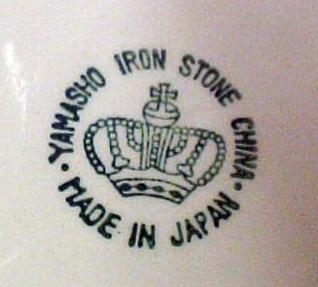 · YAMASHO IRON STONE CHINA ·
MADE IN JAPAN